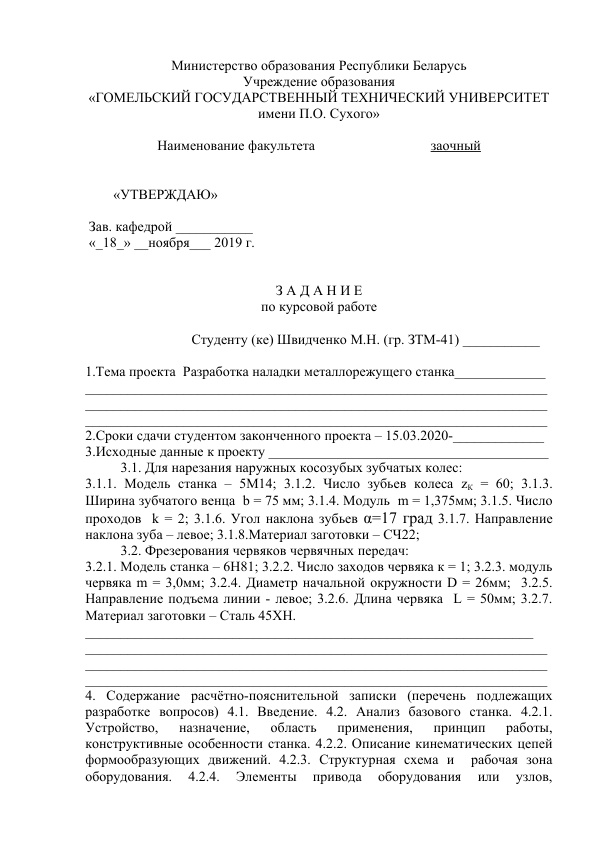 Министерство образования Республики Беларусь
Учреждение образования
«ГОМЕЛЬСКИЙ ГОСУДАРСТВЕННЫЙ ТЕХНИЧЕСКИЙ УНИВЕРСИТЕТ
имени П.О. Сухого»
Наименование факультета заочный
«УТВЕРЖДАЮ»
Зав. кафедрой ___________
«_18_» __ноября___ 2019 г.
З А Д А Н И Е
по курсовой работе
Студенту (ке) Швидченко М.Н. (гр. ЗТМ-41) ___________
1.Тема проекта Разработка наладки металлорежущего станка_____________
__________________________________________________________________
__________________________________________________________________
__________________________________________________________________
2.Сроки сдачи студентом законченного проекта – 15.03.2020-_____________
3.Исходные данные к проекту ________________________________________
3.1. Для нарезания наружных косозубых зубчатых колес:
3.1.1. Модель станка – 5М14; 3.1.2. Число зубьев колеса zК = 60; 3.1.3.
Ширина зубчатого венца b = 75 мм; 3.1.4. Модуль m = 1,375мм; 3.1.5. Число
проходов k = 2; 3.1.6. Угол наклона зубьев α=17 град 3.1.7. Направление
наклона зуба – левое; 3.1.8.Материал заготовки – СЧ22;
3.2. Фрезерования червяков червячных передач:
3.2.1. Модель станка – 6Н81; 3.2.2. Число заходов червяка к = 1; 3.2.3. модуль
червяка m = 3,0мм; 3.2.4. Диаметр начальной окружности D = 26мм; 3.2.5.
Направление подъема линии - левое; 3.2.6. Длина червяка L = 50мм; 3.2.7.
Материал заготовки – Сталь 45ХН.
________________________________________________________________
__________________________________________________________________
__________________________________________________________________
__________________________________________________________________
4. Содержание расчётно-пояснительной записки (перечень подлежащих
разработке вопросов) 4.1. Введение. 4.2. Анализ базового станка. 4.2.1.
Устройство, назначение, область применения, принцип работы,
конструктивные особенности станка. 4.2.2. Описание кинематических цепей
формообразующих движений. 4.2.3. Структурная схема и рабочая зона
оборудования. 4.2.4. Элементы привода оборудования или узлов,